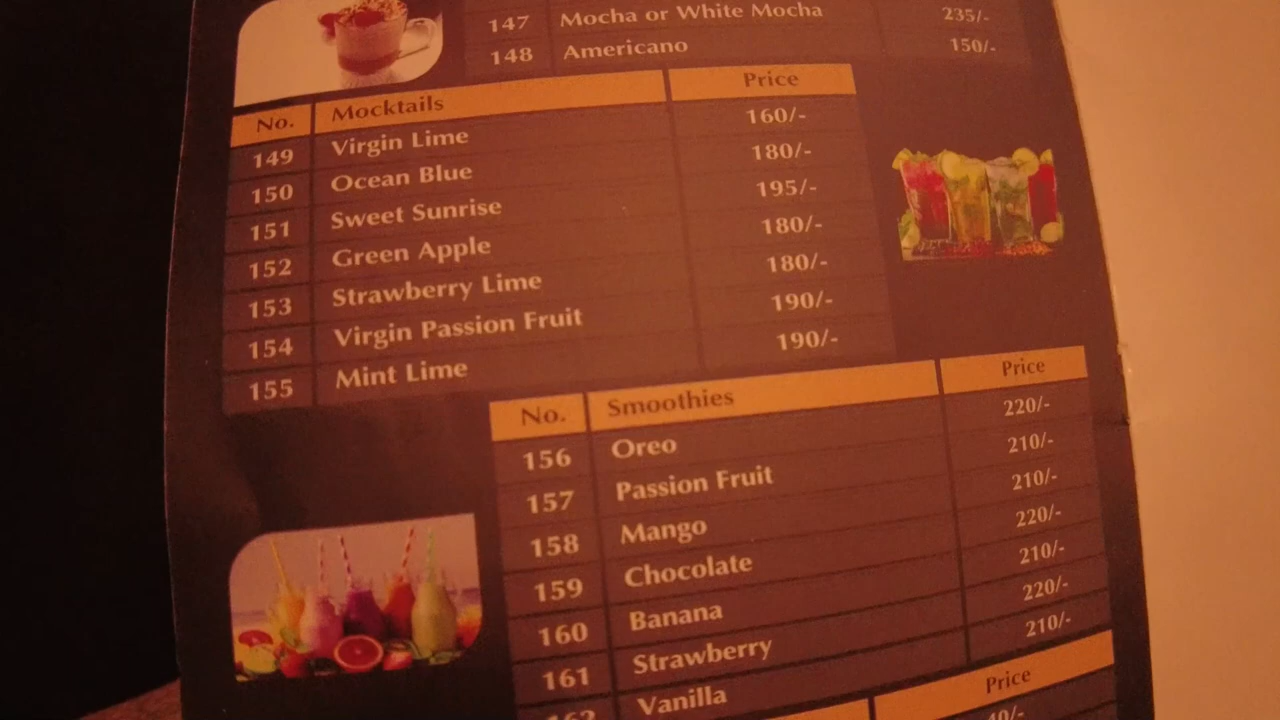 147 Mocha or White Mocha 235/-
148 Americano 150/-
No. Mocktails Price
149 Virgin Lime 160/-
150 Ocean Blue 180/-
151 Sweet Sunrise 195/-
152 Green Apple 180/-
153 Strawberry Lime 180/-
154 Virgin Passion Fruit 190/-
155 Mint Lime 190/-
No. Smoothies Price
156 Oreo 220/-
157 Passion Fruit 210/-
158 Mango 210/-
159 Chocolate 220/-
160 Banana 210/-
161 Strawberry 220/-
162 Vanilla 210/-
Price